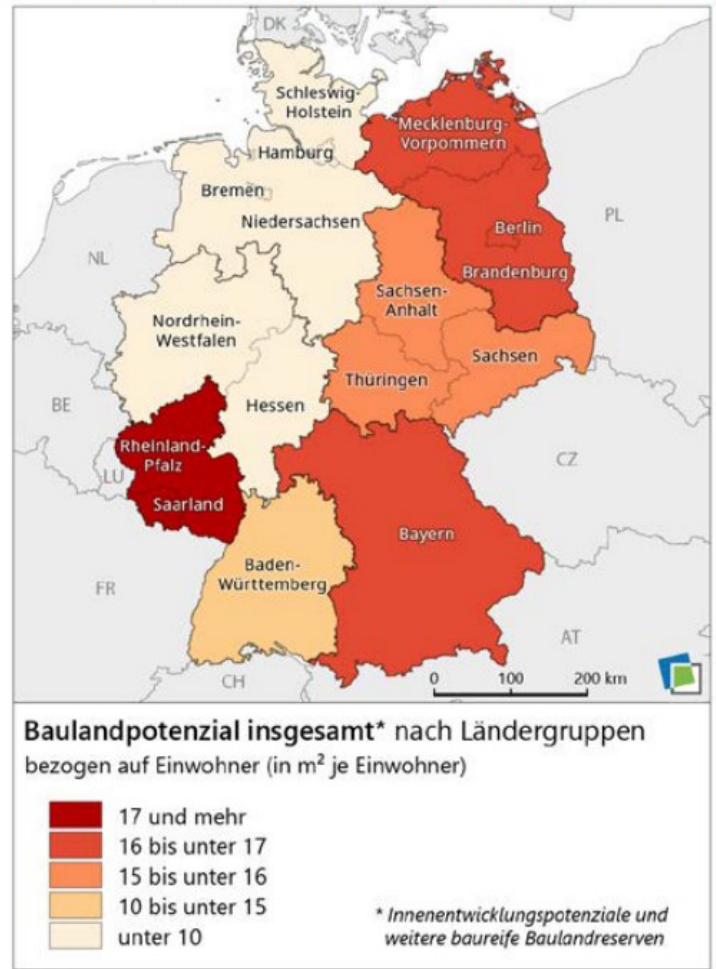 DK
Schleswig-
Holstein
Mecklenburg-
Vorpommern
Hamburg
Bremen
Niedersachsen
Berlin
PL
NL
Brandenburg
Sachsen-
Anhalt
Nordrhein-
Westfalen
Sachsen
Thüringen
BE
Hessen
Rheinland-
Pfalz
LU
CZ
Saarland
Bayern
Baden-
Württemberg
FR
AT
CH
0 100 200 km
Baulandpotenzial insgesamt* nach Ländergruppen
bezogen auf Einwohner (in m² je Einwohner)
17 und mehr
16 bis unter 17
15 bis unter 16
10 bis unter 15
unter 10
* Innenentwicklungspotenziale und
weitere baureife Baulandreserven